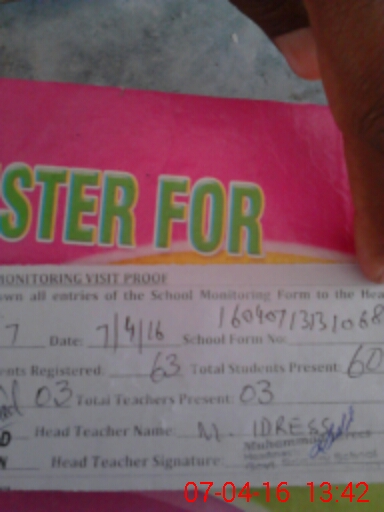 STER FOR
MONITORING VISIT PROOF
own all entries of the School Monitoring Form to the Hea
7 Date: 7/4/16 School Form No:
ents Registered: 63 Total Students Present: 60
03 Total Teachers Present: 03
Head Teacher Name: M. IDREES
Head Teacher Signature:
07-04-16 13:42